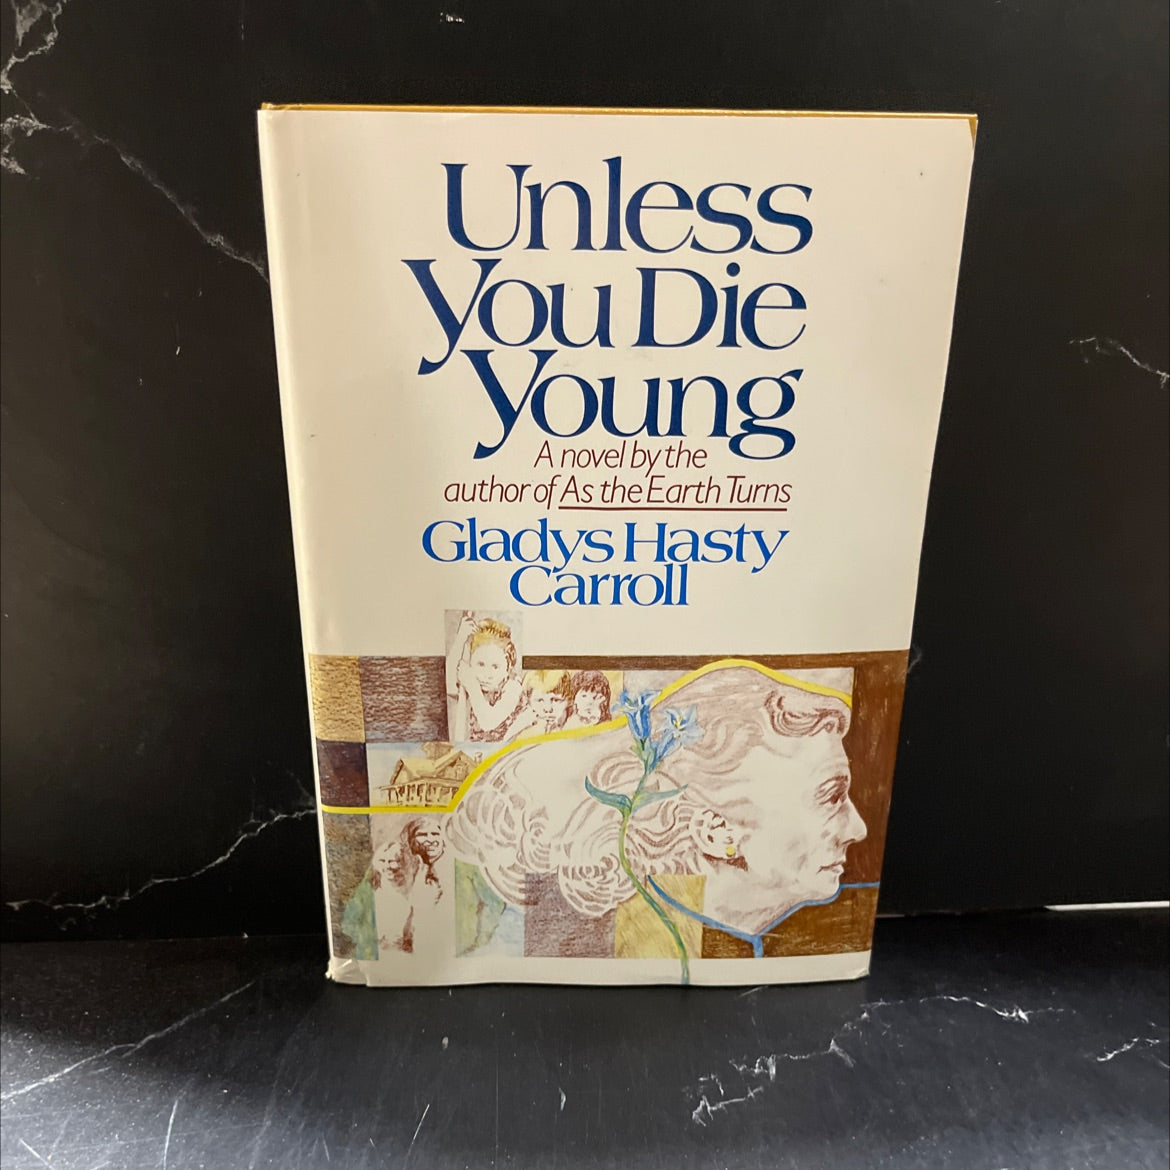 Unless
You Die
Young
A novel by the
author of As the Earth Turns
Gladys Hasty
Carroll